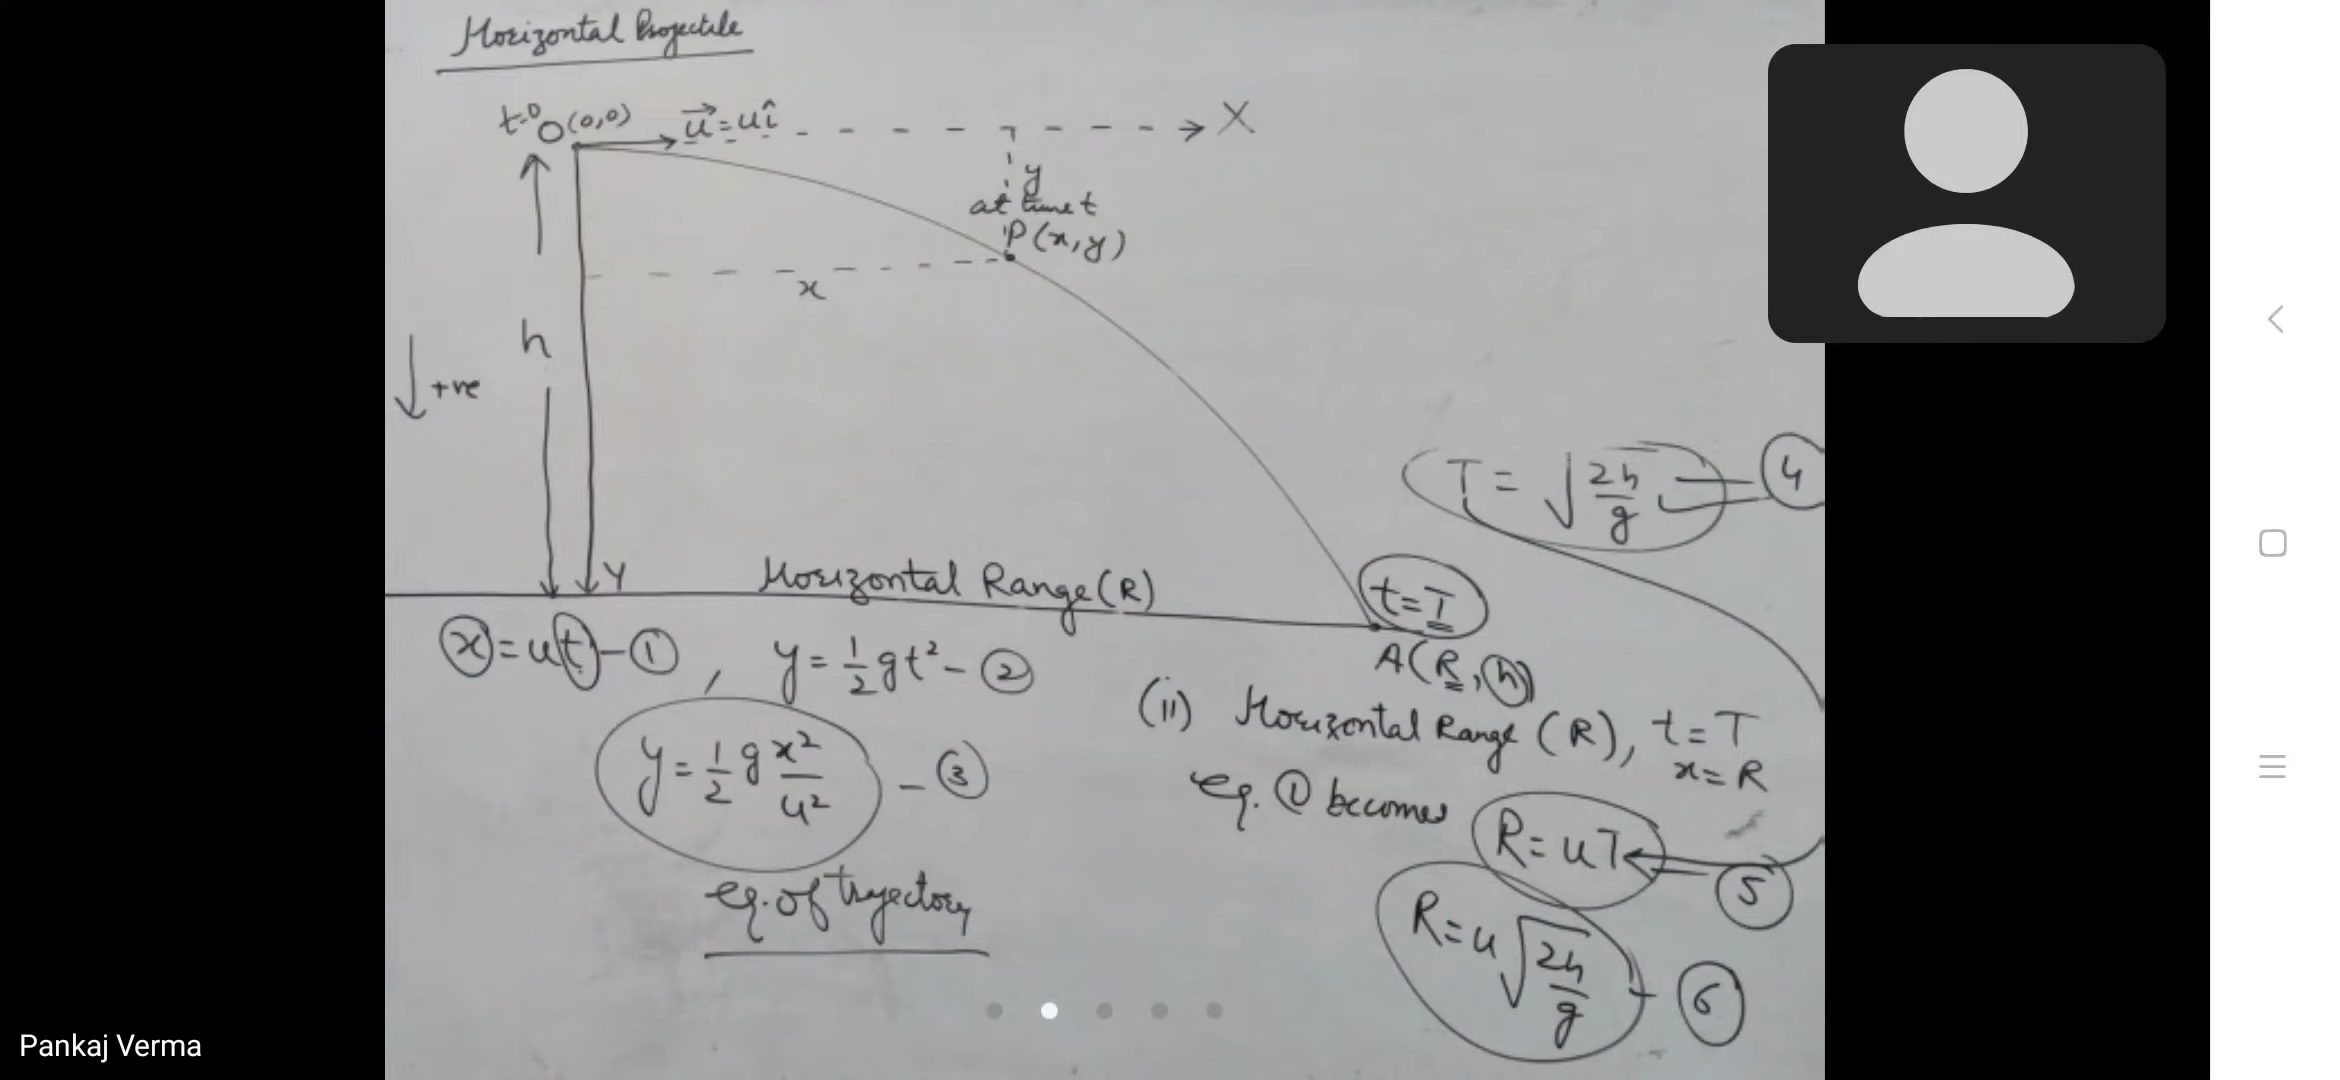 Horizontal Projectile
t=0 O(0,0) u⃗=uî X
y
at time t
P(x,y)
x
h
↓ +ve
T = √(2h/g) — ④
Y Horizontal Range (R)
t=T
A(R,h)
x = ut — ① , y = ½gt² — ②
y = ½ g x²/u² — ③
eq. of trajectory
(ii) Horizontal Range (R), t = T
x = R
eq. ① becomes
R = uT ⑤
R = u√(2h/g) — ⑥
Pankaj Verma